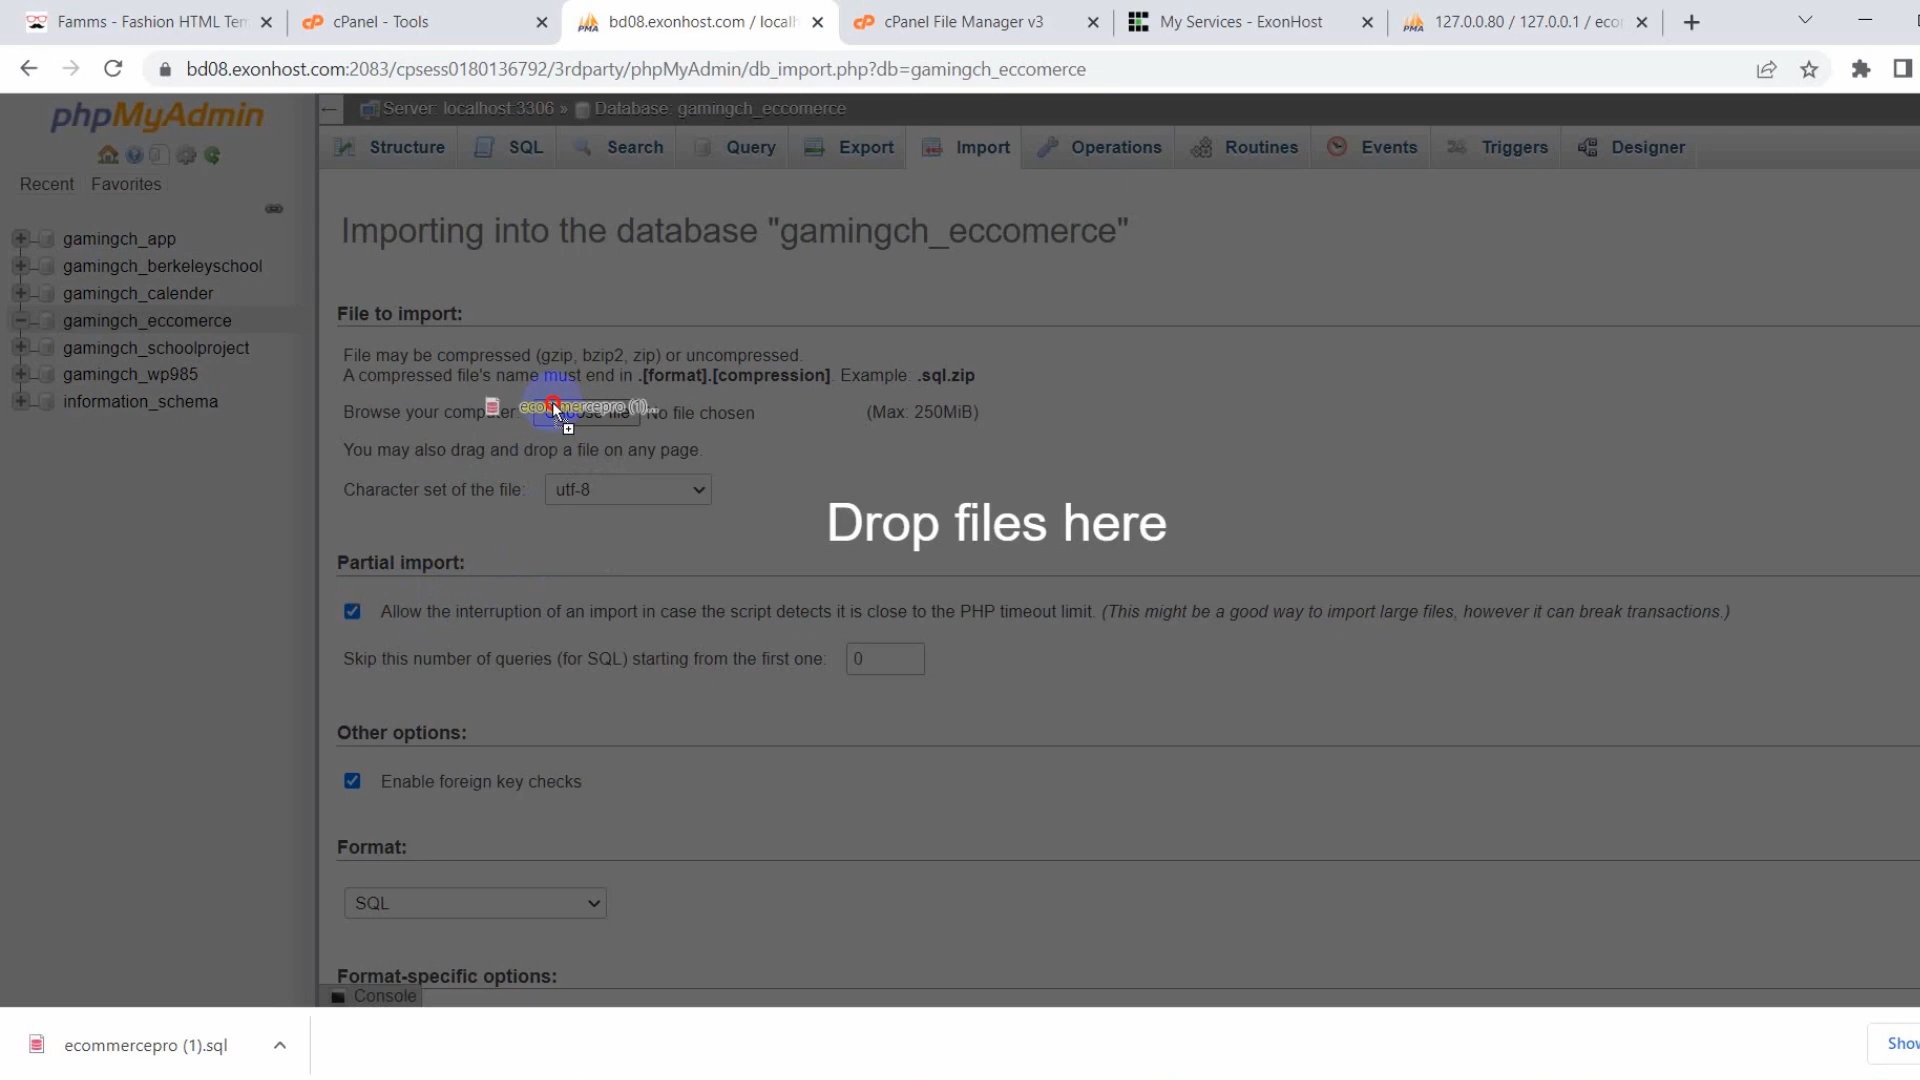 Famms - Fashion HTML Tem
cPanel - Tools
bd08.exonhost.com / localh
cPanel File Manager v3
My Services - ExonHost
127.0.0.80 / 127.0.0.1 / eco
bd08.exonhost.com:2083/cpsess0180136792/3rdparty/phpMyAdmin/db_import.php?db=gamingch_eccomerce
phpMyAdmin
Server: localhost:3306 » Database: gamingch_eccomerce
Structure SQL Search Query Export Import Operations Routines Events Triggers Designer
Recent Favorites
gamingch_app
gamingch_berkeleyschool
gamingch_calender
gamingch_eccomerce
gamingch_schoolproject
gamingch_wp985
information_schema
Importing into the database "gamingch_eccomerce"
File to import:
File may be compressed (gzip, bzip2, zip) or uncompressed.
A compressed file's name must end in .[format].[compression]. Example: .sql.zip
Browse your computer: No file chosen (Max: 250MiB)
ecommercepro (1)...
You may also drag and drop a file on any page.
Character set of the file: utf-8
Drop files here
Partial import:
Allow the interruption of an import in case the script detects it is close to the PHP timeout limit. (This might be a good way to import large files, however it can break transactions.)
Skip this number of queries (for SQL) starting from the first one: 0
Other options:
Enable foreign key checks
Format:
SQL
Format-specific options:
Console
ecommercepro (1).sql
Show